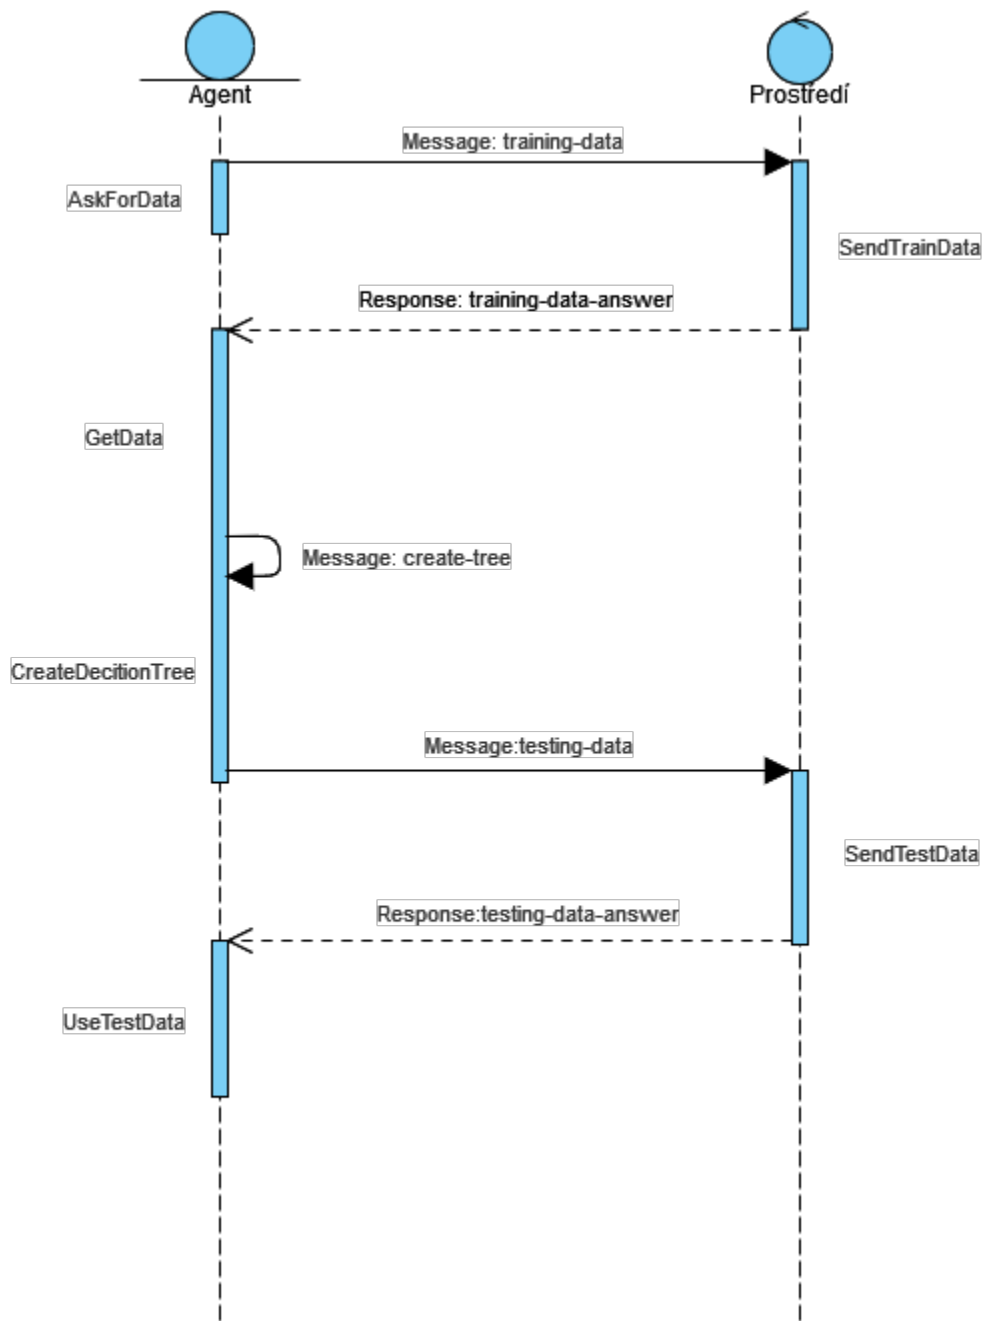 Agent
Prostředí
Message: training-data
AskForData
SendTrainData
Response: training-data-answer
GetData
Message: create-tree
CreateDecitionTree
Message:testing-data
SendTestData
Response:testing-data-answer
UseTestData